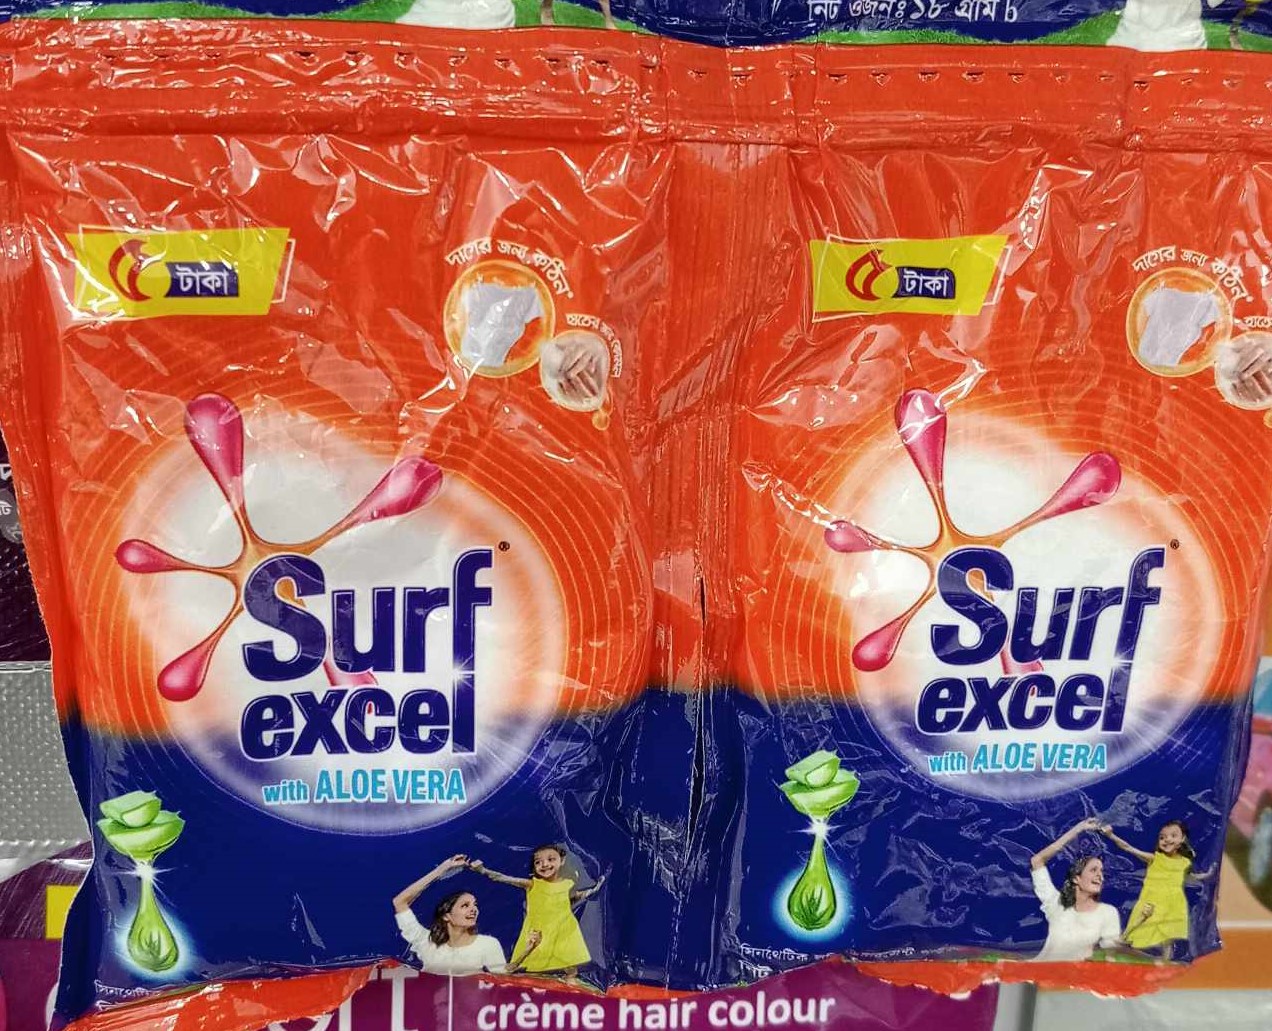 নিট ওজনঃ ১৮ গ্রাম
৫ টাকা
দাগের জন্য কঠিন
Surf
excel
with ALOE VERA
৫ টাকা
দাগের জন্য কঠিন
Surf
excel
with ALOE VERA
সিনথেটিক
crème hair colour